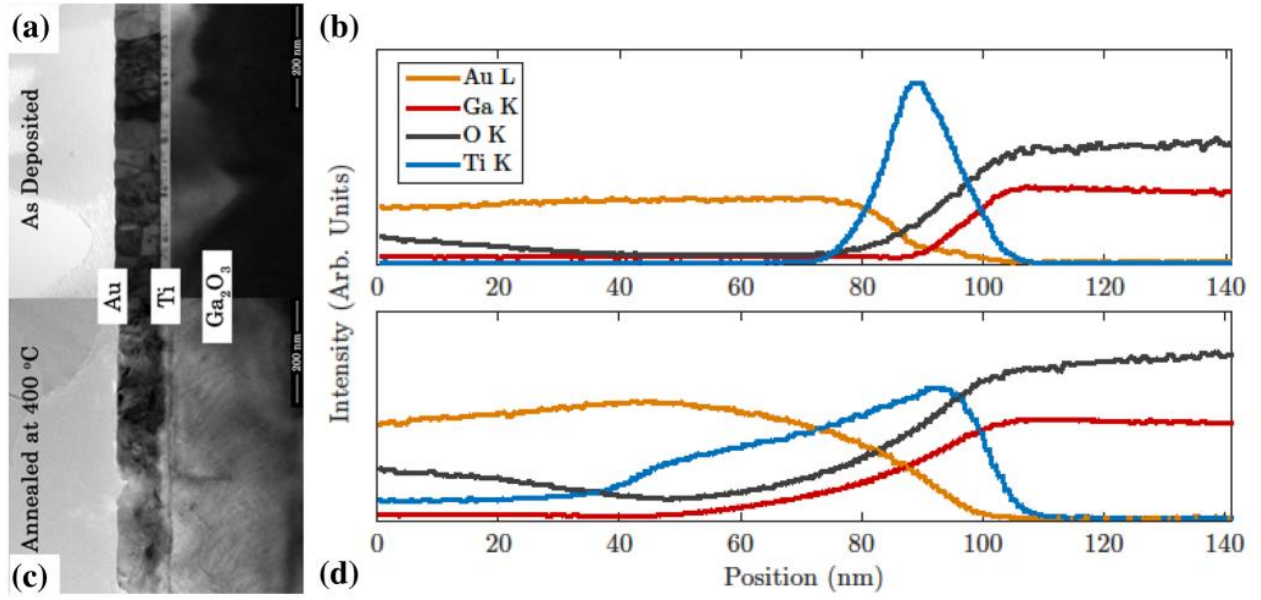 (a)
As Deposited
200 nm
Au
Ti
Ga₂O₃
Annealed at 400 °C
200 nm
(c)
(b)
Au L
Ga K
O K
Ti K
0 20 40 60 80 100 120 140
Intensity (Arb. Units)
0 20 40 60 80 100 120 140
Position (nm)
(d)